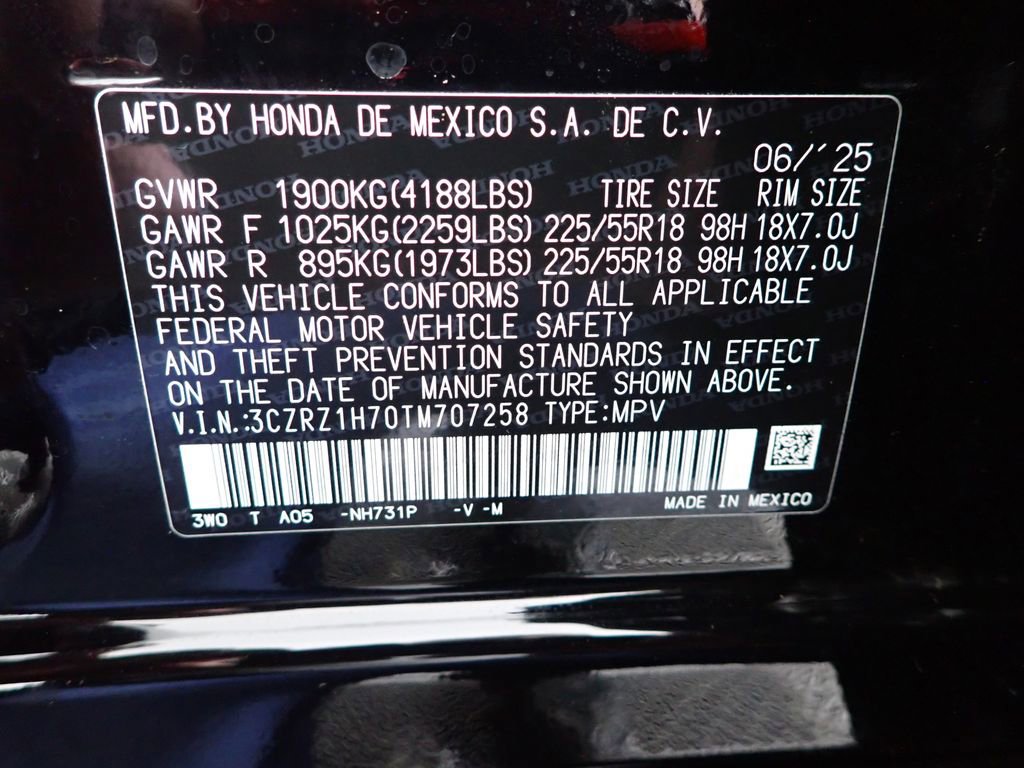 MFD.BY HONDA DE MEXICO S.A. DE C.V.
06/´25
GVWR 1900KG(4188LBS) TIRE SIZE RIM SIZE
GAWR F 1025KG(2259LBS) 225/55R18 98H 18X7.0J
GAWR R 895KG(1973LBS) 225/55R18 98H 18X7.0J
THIS VEHICLE CONFORMS TO ALL APPLICABLE
FEDERAL MOTOR VEHICLE SAFETY
AND THEFT PREVENTION STANDARDS IN EFFECT
ON THE DATE OF MANUFACTURE SHOWN ABOVE.
V.I.N.:3CZRZ1H70TM707258 TYPE:MPV
3W0 T A05 -NH731P -V -M MADE IN MEXICO